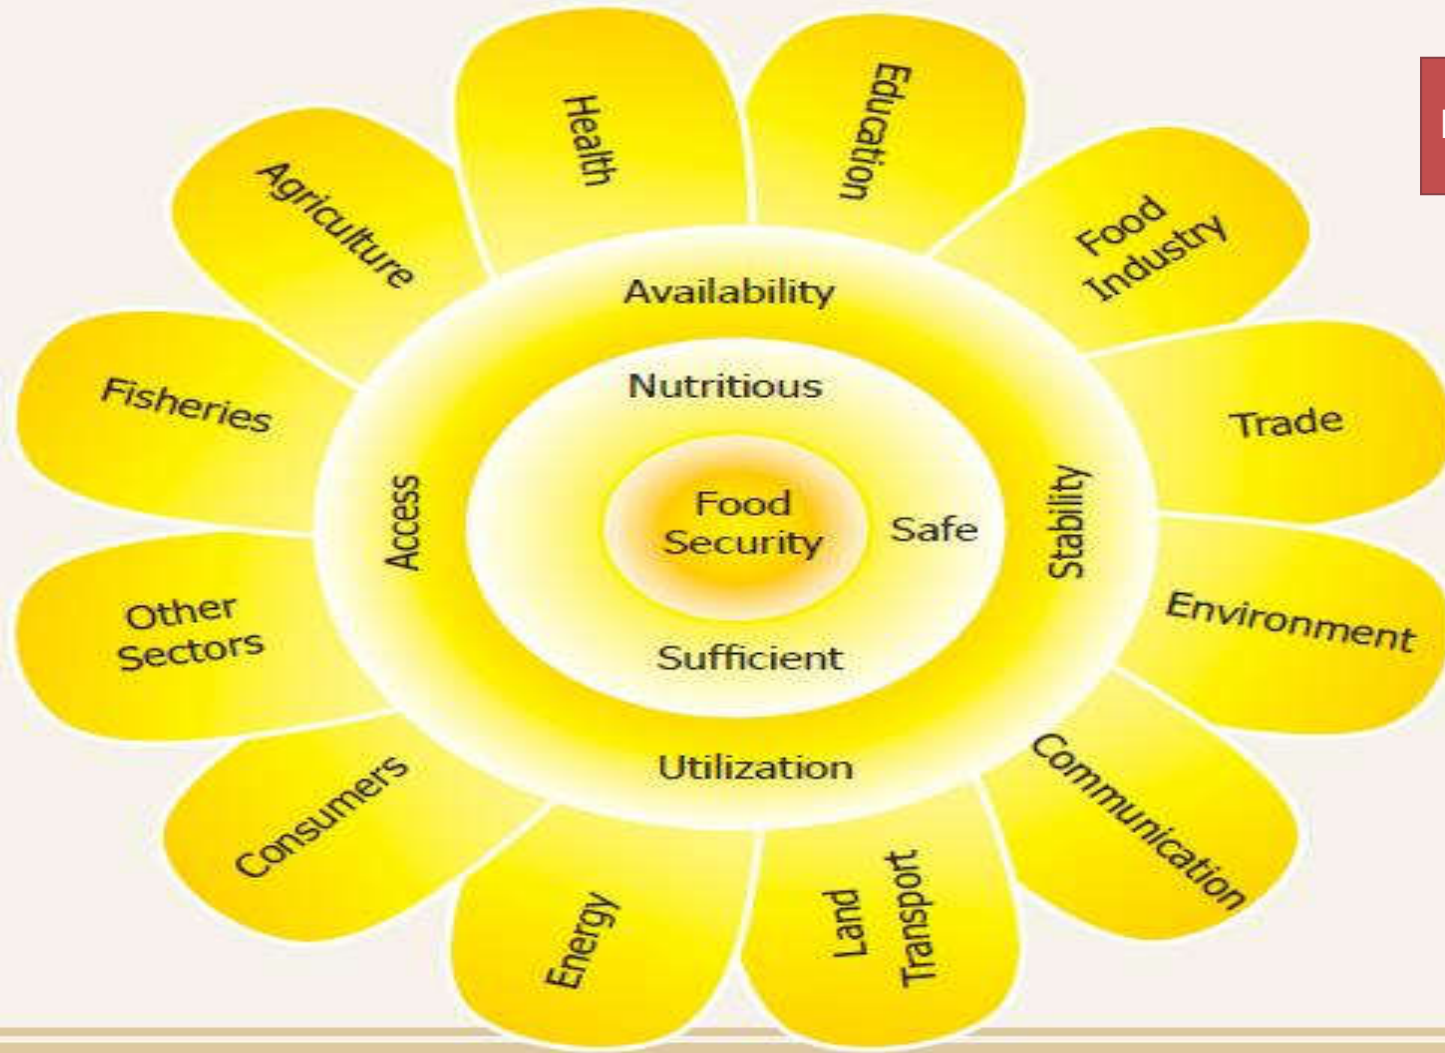 Health
Education
Agriculture
Food
Industry
Availability
Fisheries
Nutritious
Trade
Access
Food
Security
Safe
Stability
Other
Sectors
Environment
Sufficient
Utilization
Consumers
Communication
Energy
Land
Transport